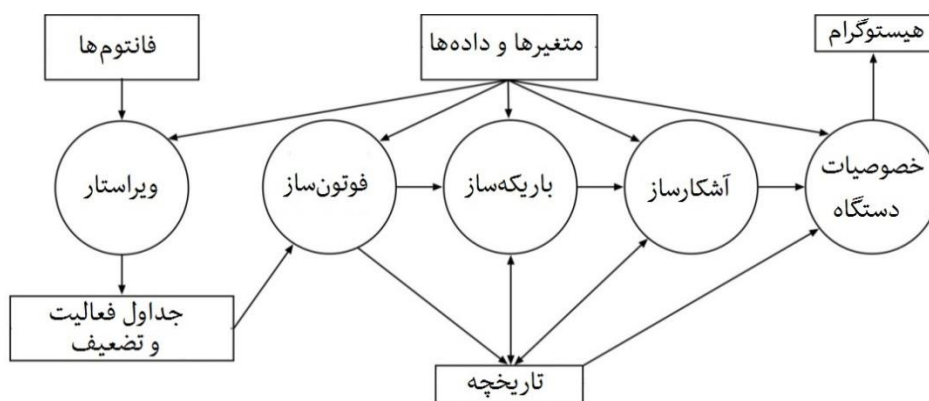 فانتوم‌ها
متغیرها و داده‌ها
هیستوگرام
ویراستار
فوتون‌ساز
باریکه‌ساز
آشکارساز
خصوصیات
دستگاه
جداول فعالیت
و تضعیف
تاریخچه